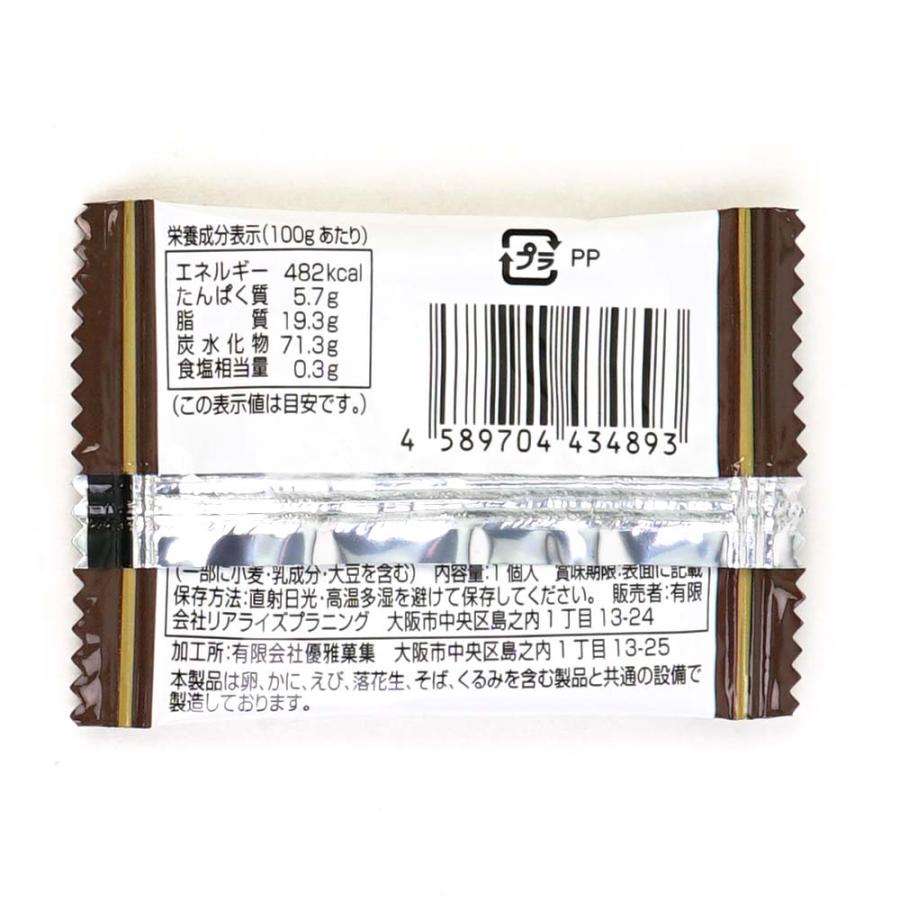 栄養成分表示(100gあたり)
エネルギー 482kcal
たんぱく質 5.7g
脂質 19.3g
炭水化物 71.3g
食塩相当量 0.3g
(この表示値は目安です。)
プラ PP
4 589704 434893
(一部に小麦・乳成分・大豆を含む) 内容量:1個入 賞味期限:表面に記載
保存方法:直射日光・高温多湿を避けて保存してください。 販売者:有限
会社リアライズプラニング 大阪市中央区島之内1丁目13-24
加工所:有限会社優雅菓集 大阪市中央区島之内1丁目13-25
本製品は卵、かに、えび、落花生、そば、くるみを含む製品と共通の設備で
製造しております。